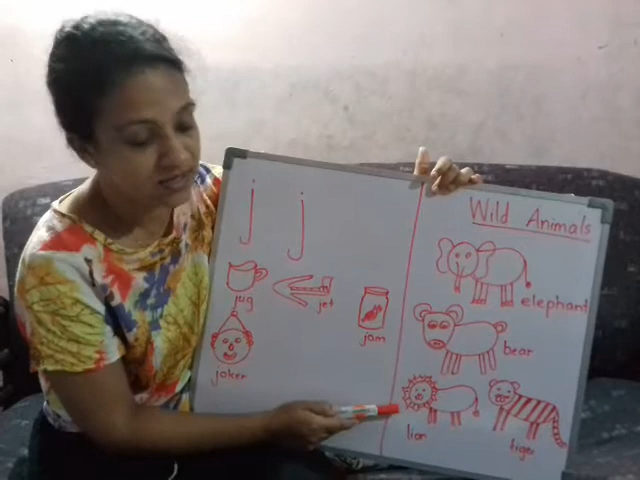 j j
jug
jet
jam
joker
Wild Animals
elephant
bear
lion
tiger